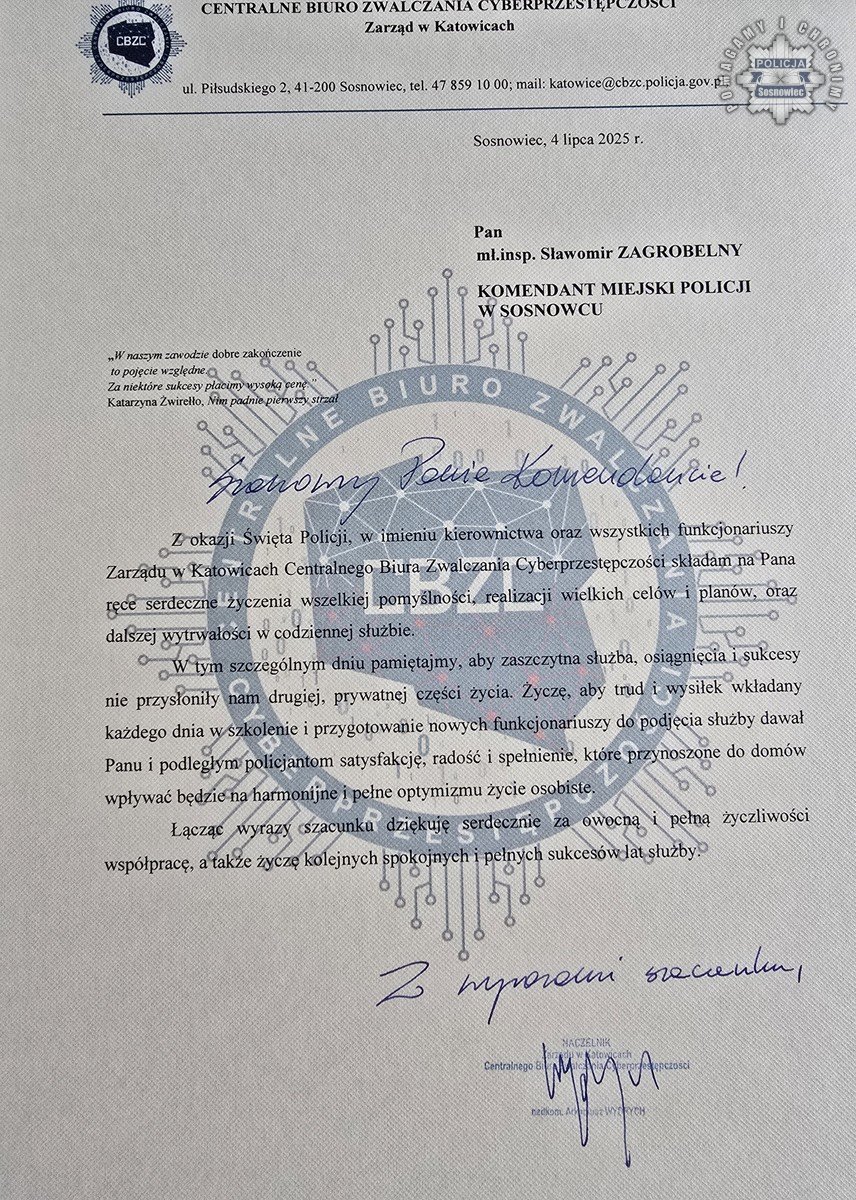 CENTRALNE BIURO ZWALCZANIA CYBERPRZESTĘPCZOŚCI
Zarząd w Katowicach
CBZC
ul. Piłsudskiego 2, 41-200 Sosnowiec, tel. 47 859 10 00; mail: katowice@cbzc.policja.gov.pl
POMAGAMY I CHRONIMY
POLICJA
Sosnowiec
Sosnowiec, 4 lipca 2025 r.
Pan
mł.insp. Sławomir ZAGROBELNY
KOMENDANT MIEJSKI POLICJI
W SOSNOWCU
„W naszym zawodzie dobre zakończenie
to pojęcie względne.
Za niektóre sukcesy płacimy wysoką cenę.”
Katarzyna Żwirełło, Nim padnie pierwszy strzał
Szanowny Panie Komendancie!
Z okazji Święta Policji, w imieniu kierownictwa oraz wszystkich funkcjonariuszy
Zarządu w Katowicach Centralnego Biura Zwalczania Cyberprzestępczości składam na Pana
ręce serdeczne życzenia wszelkiej pomyślności, realizacji wielkich celów i planów, oraz
dalszej wytrwałości w codziennej służbie.
W tym szczególnym dniu pamiętajmy, aby zaszczytna służba, osiągnięcia i sukcesy
nie przysłoniły nam drugiej, prywatnej części życia. Życzę, aby trud i wysiłek wkładany
każdego dnia w szkolenie i przygotowanie nowych funkcjonariuszy do podjęcia służby dawał
Panu i podległym policjantom satysfakcję, radość i spełnienie, które przynoszone do domów
wpływać będzie na harmonijne i pełne optymizmu życie osobiste.
Łącząc wyrazy szacunku dziękuję serdecznie za owocną i pełną życzliwości
współpracę, a także życzę kolejnych spokojnych i pełnych sukcesów lat służby.
CENTRALNE BIURO ZWALCZANIA CYBERPRZESTĘPCZOŚCI
CBZC
Z wyrazami szacunku,
NACZELNIK
Zarządu w Katowicach
Centralnego Biura Zwalczania Cyberprzestępczości
nadkom. Arkadiusz WYDRYCH